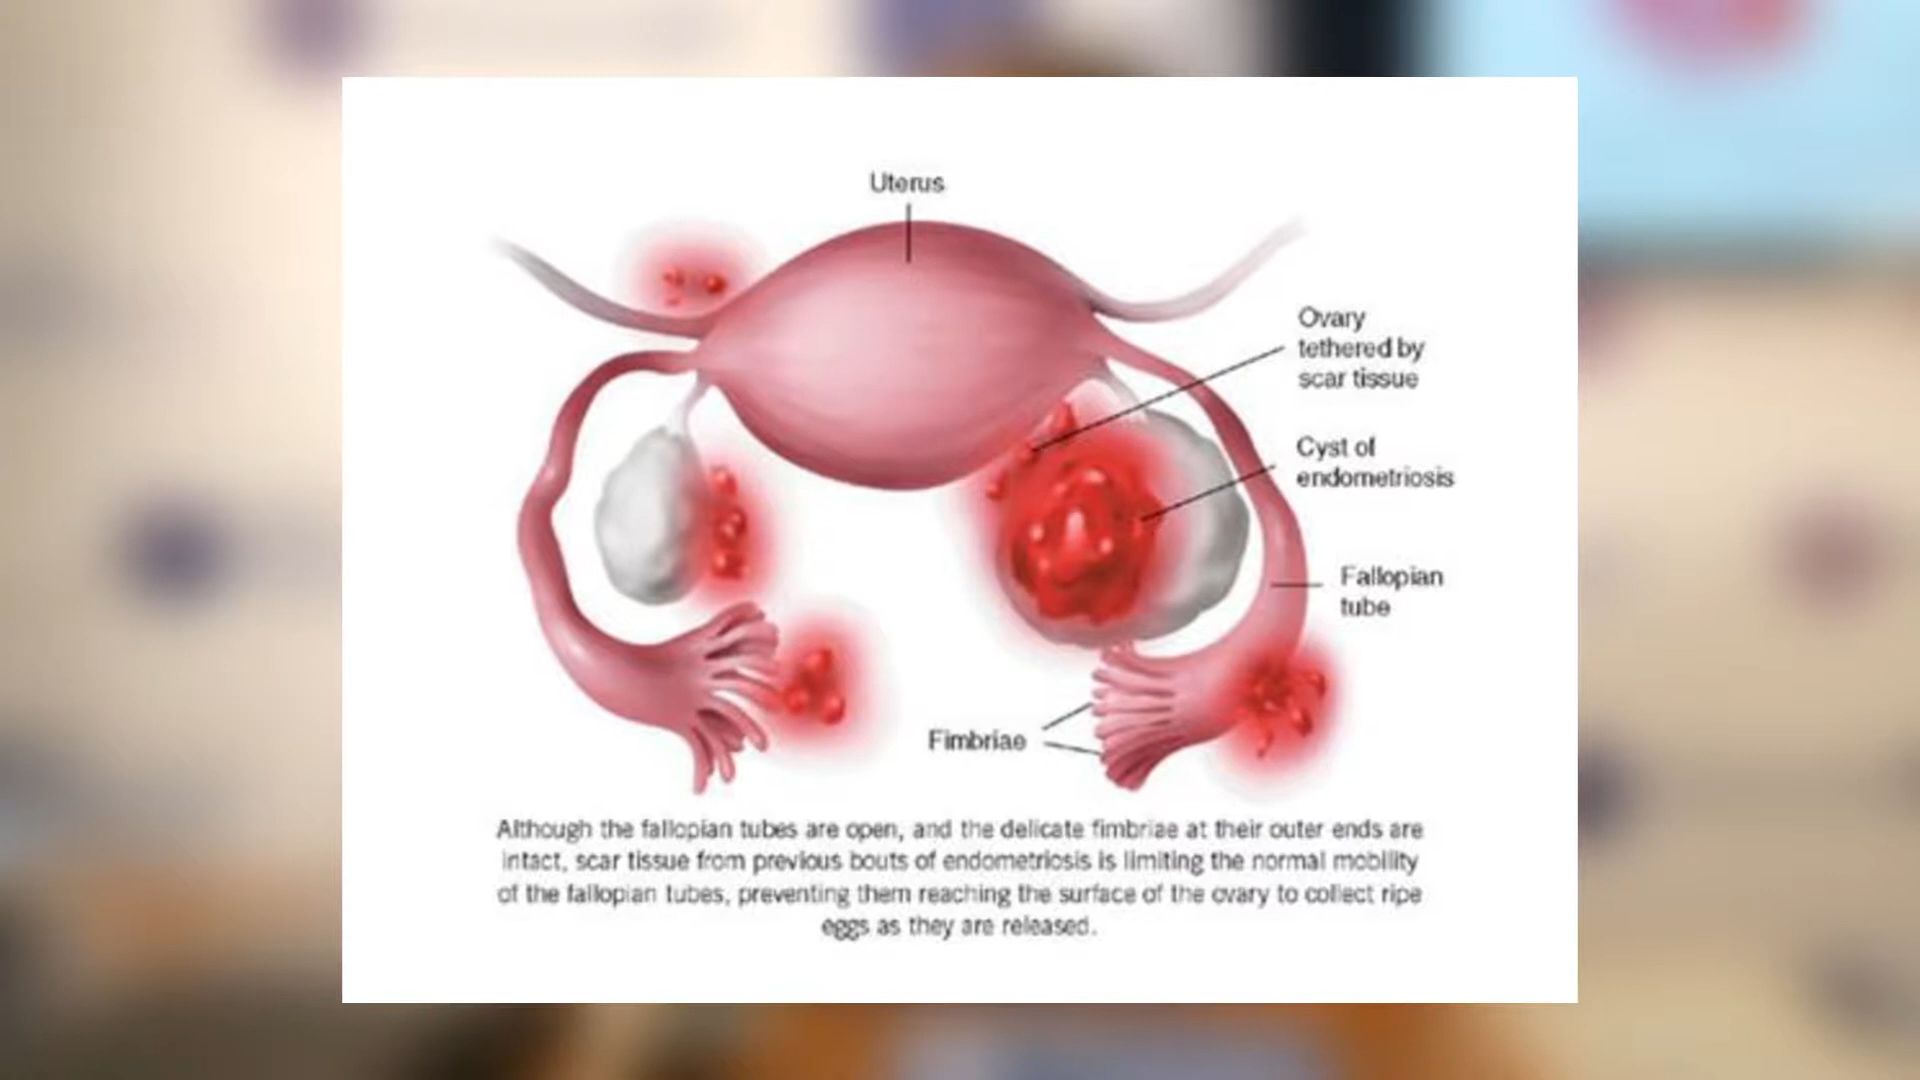 Uterus
Ovary
tethered by
scar tissue
Cyst of
endometriosis
Fallopian
tube
Fimbriae
Although the fallopian tubes are open, and the delicate fimbriae at their outer ends are
intact, scar tissue from previous bouts of endometriosis is limiting the normal mobility
of the fallopian tubes, preventing them reaching the surface of the ovary to collect ripe
eggs as they are released.